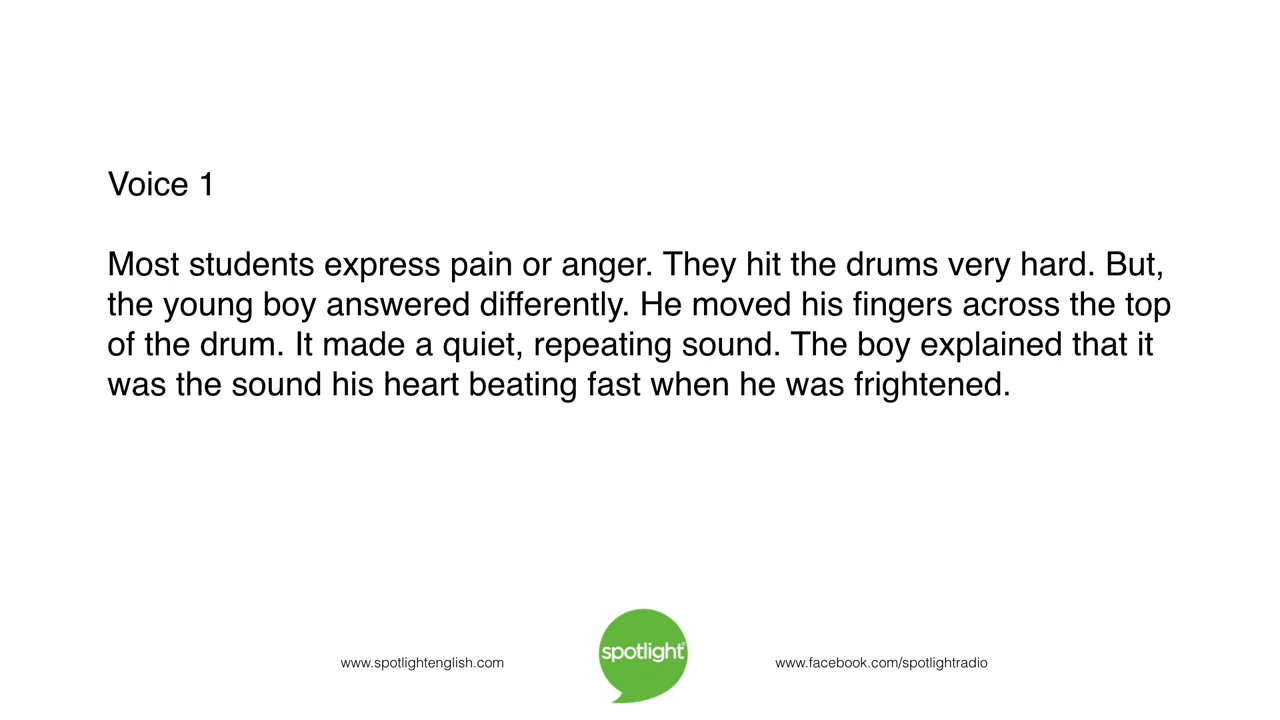 Voice 1
Most students express pain or anger. They hit the drums very hard. But,
the young boy answered differently. He moved his fingers across the top
of the drum. It made a quiet, repeating sound. The boy explained that it
was the sound his heart beating fast when he was frightened.
www.spotlightenglish.com
spotlight®
www.facebook.com/spotlightradio